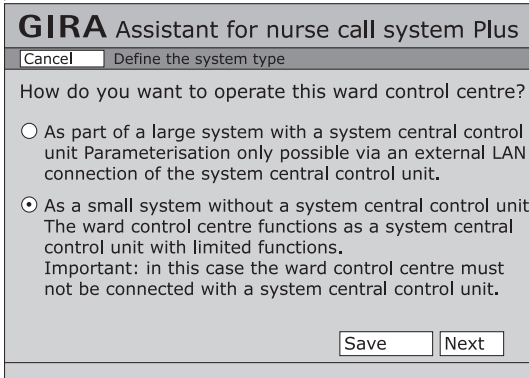 GIRA Assistant for nurse call system Plus
Cancel Define the system type
How do you want to operate this ward control centre?
As part of a large system with a system central control
unit Parameterisation only possible via an external LAN
connection of the system central control unit.
As a small system without a system central control unit
The ward control centre functions as a system central
control unit with limited functions.
Important: in this case the ward control centre must
not be connected with a system central control unit.
Save Next